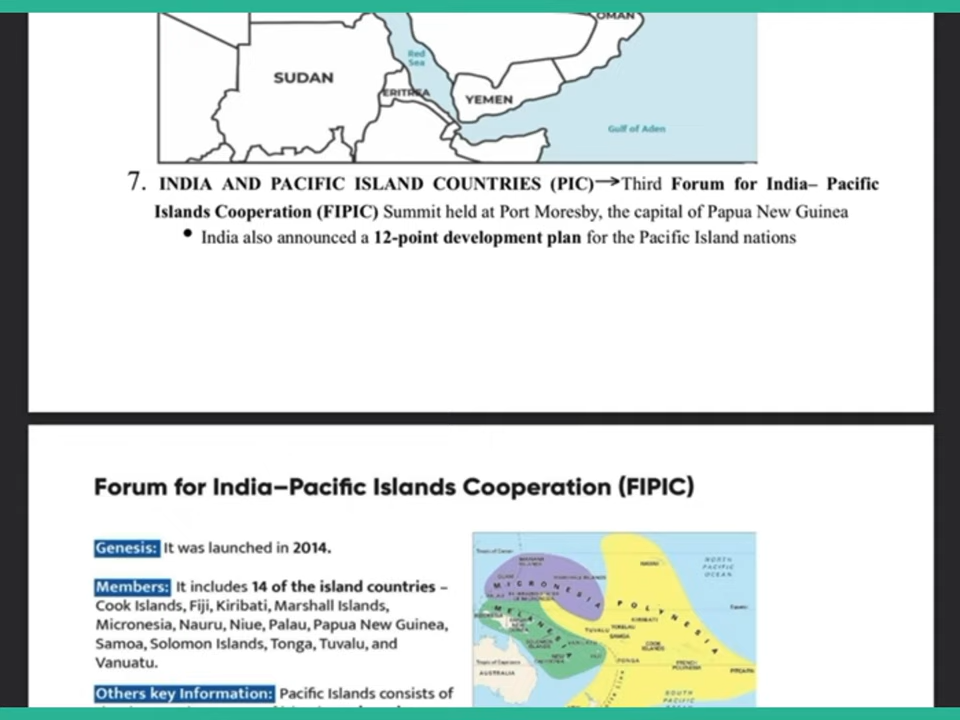 OMAN
Red
Sea
SUDAN
ERITREA
YEMEN
Gulf of Aden
7. INDIA AND PACIFIC ISLAND COUNTRIES (PIC)→Third Forum for India– Pacific
Islands Cooperation (FIPIC) Summit held at Port Moresby, the capital of Papua New Guinea
• India also announced a 12-point development plan for the Pacific Island nations
Forum for India–Pacific Islands Cooperation (FIPIC)
Genesis: It was launched in 2014.
Members: It includes 14 of the island countries –
Cook Islands, Fiji, Kiribati, Marshall Islands,
Micronesia, Nauru, Niue, Palau, Papua New Guinea,
Samoa, Solomon Islands, Tonga, Tuvalu, and
Vanuatu.
Others key Information: Pacific Islands consists of
NORTH
PACIFIC
OCEAN
MICRONESIA
POLYNESIA
MELANESIA
KIRIBATI
TUVALU
SAMOA
COOK
ISLANDS
TONGA
AUSTRALIA
SOUTH
PACIFIC